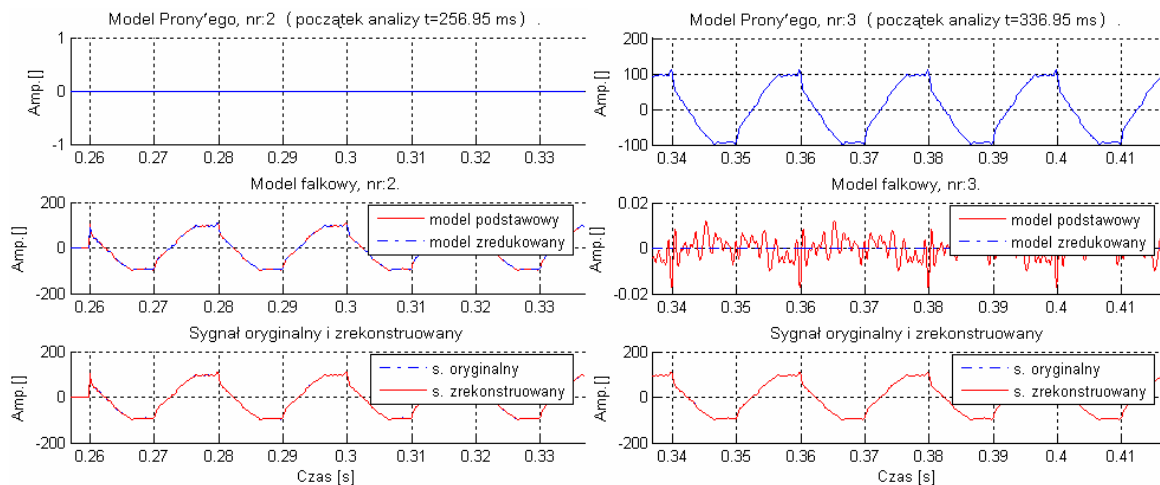 Model Prony'ego, nr:2 ( początek analizy t=256.95 ms) .
1
0
-1
Amp.[]
0.26 0.27 0.28 0.29 0.3 0.31 0.32 0.33
Model falkowy, nr:2.
200
0
-200
Amp.[]
model podstawowy
model zredukowany
0.26 0.27 0.28 0.29 0.3 0.31 0.32 0.33
Sygnał oryginalny i zrekonstruowany
200
0
-200
Amp.[]
s. oryginalny
s. zrekonstruowany
0.26 0.27 0.28 0.29 0.3 0.31 0.32 0.33
Czas [s]
Model Prony'ego, nr:3 ( początek analizy t=336.95 ms) .
200
100
0
-100
Amp.[]
0.34 0.35 0.36 0.37 0.38 0.39 0.4 0.41
Model falkowy, nr:3.
0.02
0
-0.02
Amp.[]
model podstawowy
model zredukowany
0.34 0.35 0.36 0.37 0.38 0.39 0.4 0.41
Sygnał oryginalny i zrekonstruowany
200
0
-200
Amp.[]
s. oryginalny
s. zrekonstruowany
0.34 0.35 0.36 0.37 0.38 0.39 0.4 0.41
Czas [s]